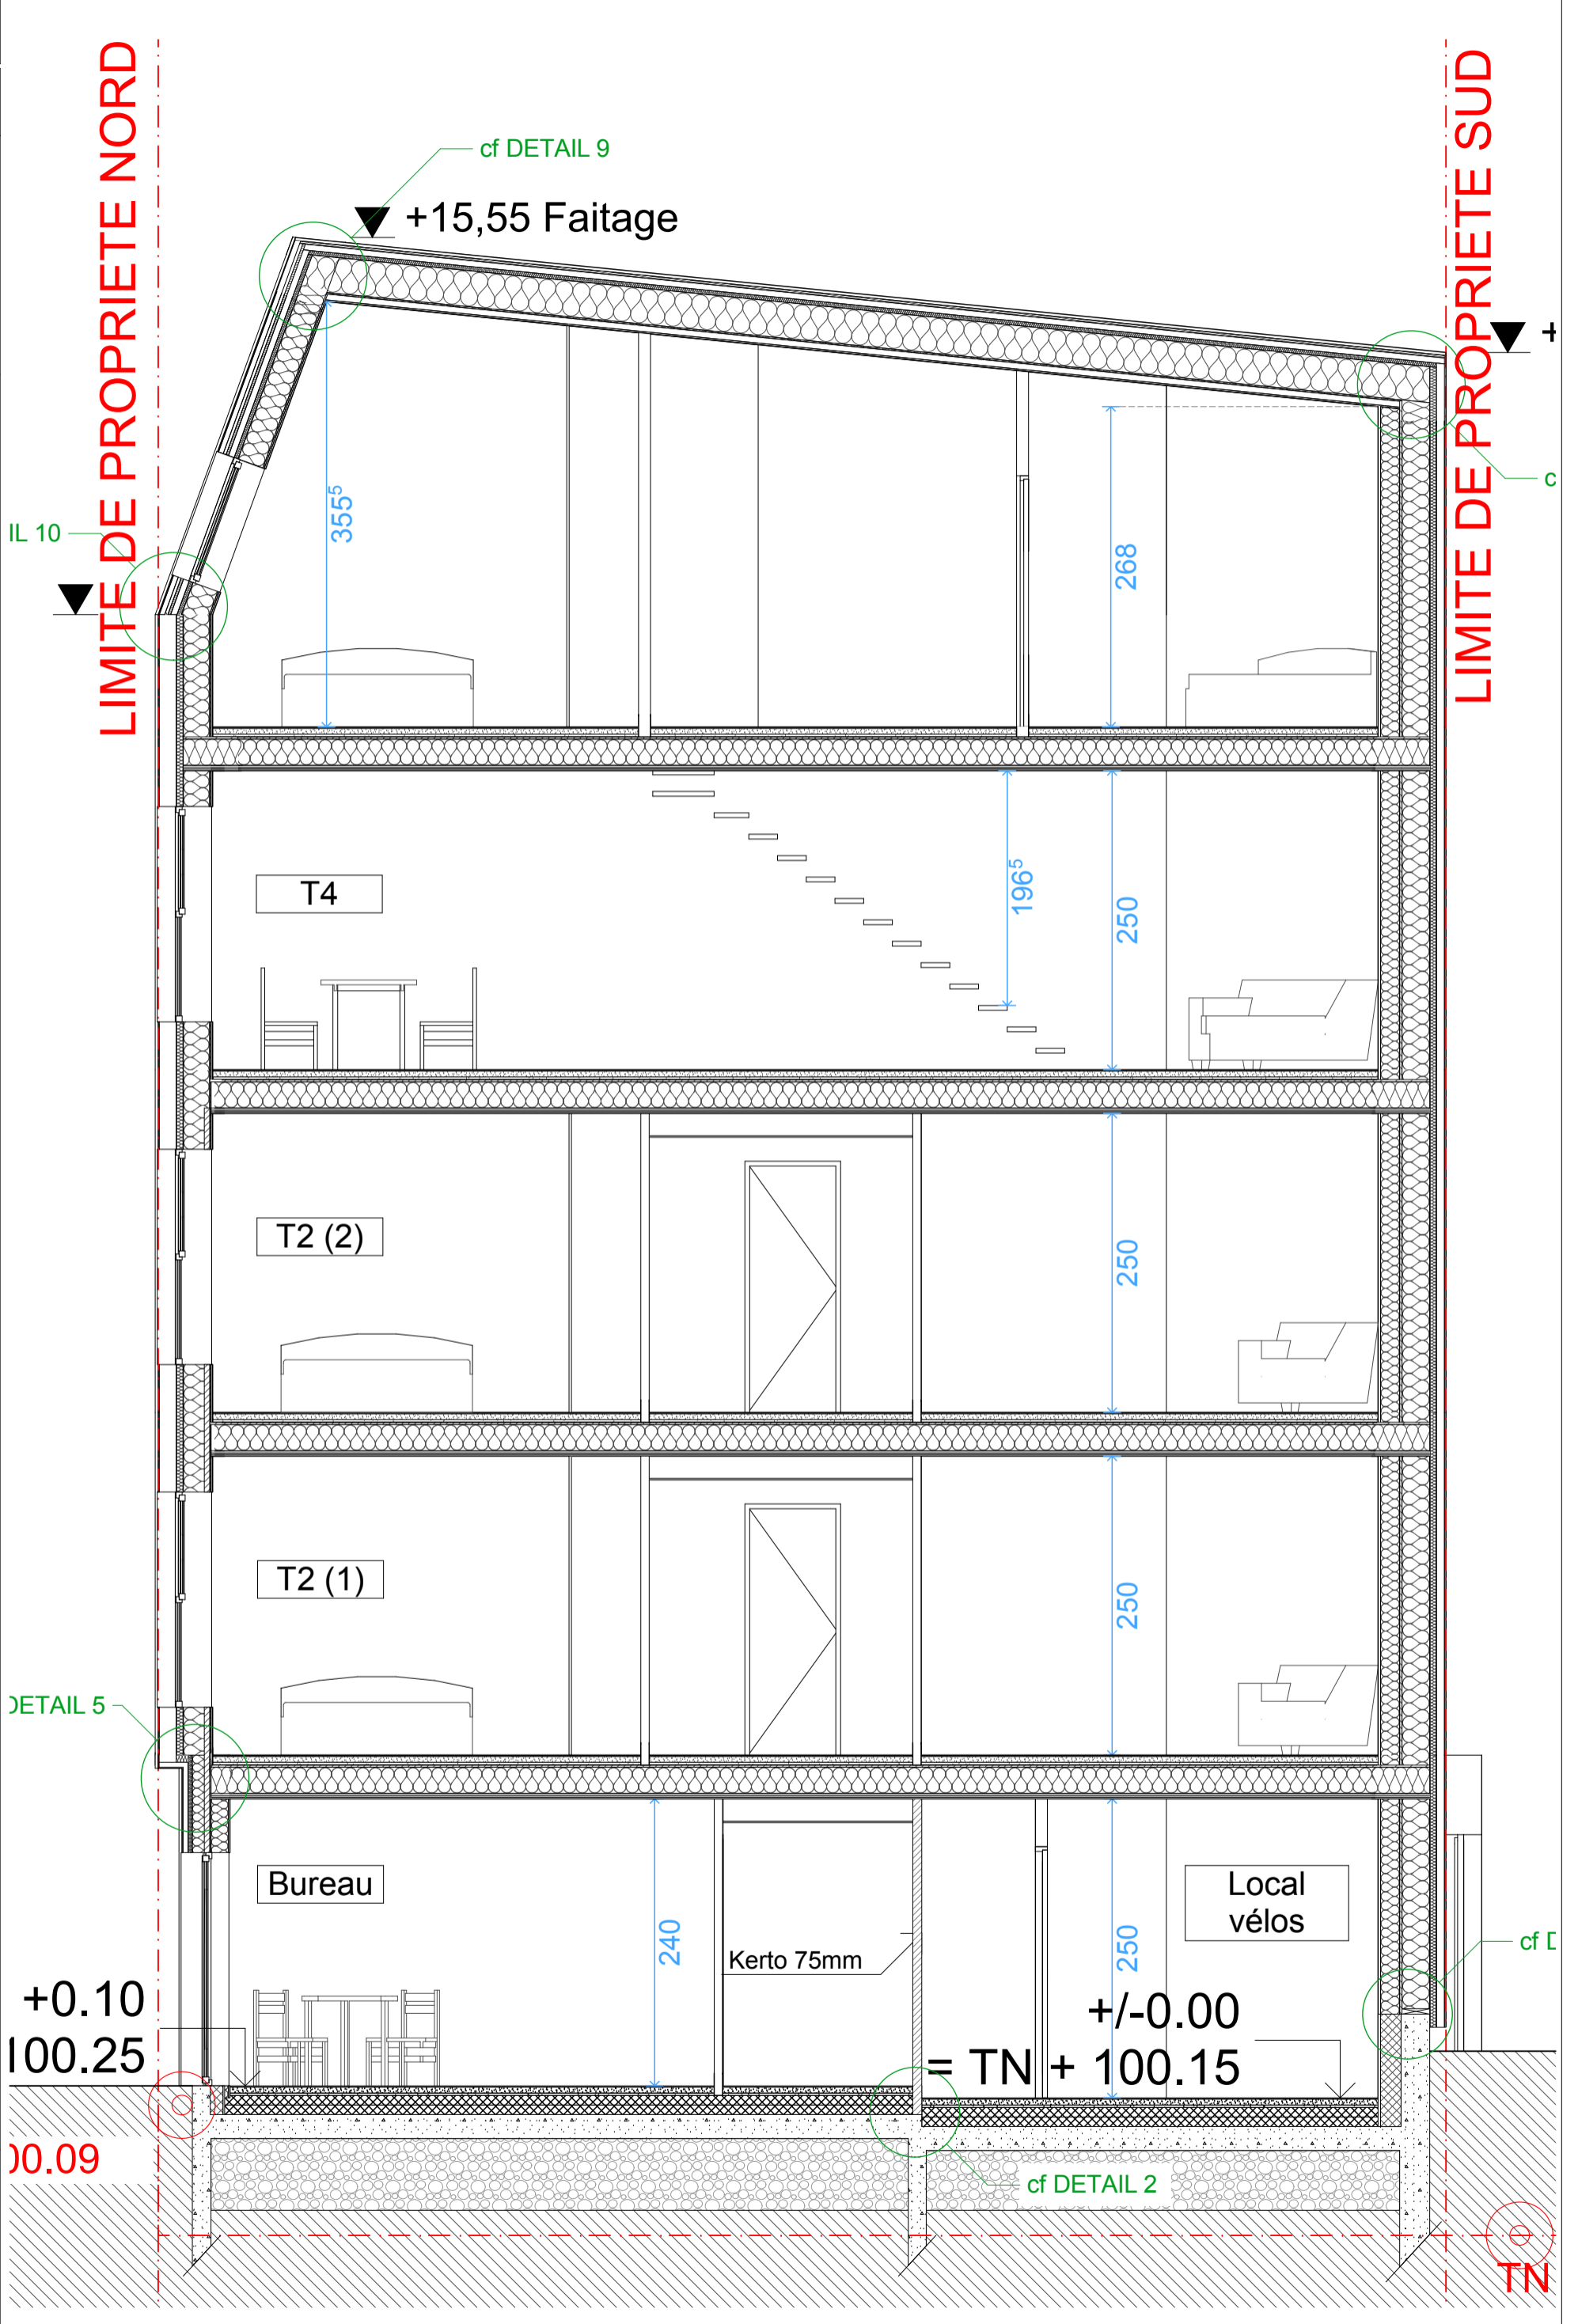 LIMITE DE PROPRIETE NORD
LIMITE DE PROPRIETE SUD
cf DETAIL 9
+15,55 Faitage
+
c
IL 10
355⁵
268
T4
196⁵
250
T2 (2)
250
T2 (1)
250
DETAIL 5
Bureau
240
Kerto 75mm
250
Local
vélos
cf D
+0.10
100.25
+/-0.00
= TN + 100.15
00.09
cf DETAIL 2
TN